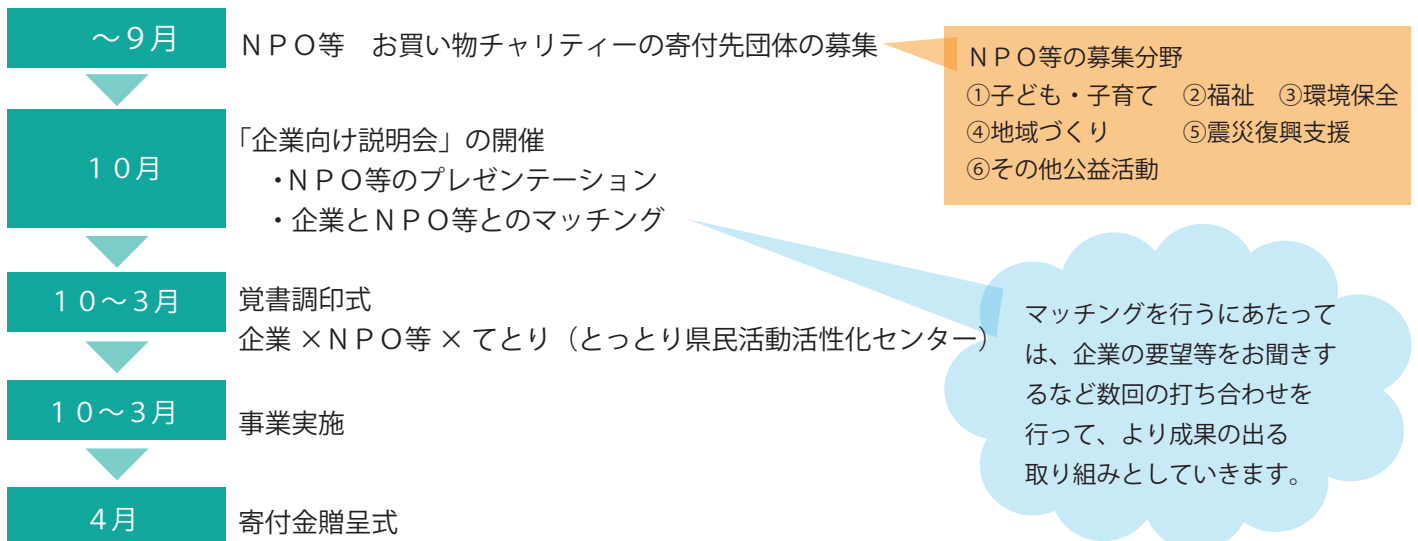 ～９月
ＮＰＯ等　お買い物チャリティーの寄付先団体の募集
ＮＰＯ等の募集分野
①子ども・子育て　②福祉　③環境保全
④地域づくり　　　⑤震災復興支援
⑥その他公益活動
１０月
「企業向け説明会」の開催
・ＮＰＯ等のプレゼンテーション
・企業とＮＰＯ等とのマッチング
マッチングを行うにあたって
は、企業の要望等をお聞きす
るなど数回の打ち合わせを
行って、より成果の出る
取り組みとしていきます。
１０～３月
覚書調印式
企業 ×ＮＰＯ等 × てとり（とっとり県民活動活性化センター）
１０～３月
事業実施
４月
寄付金贈呈式